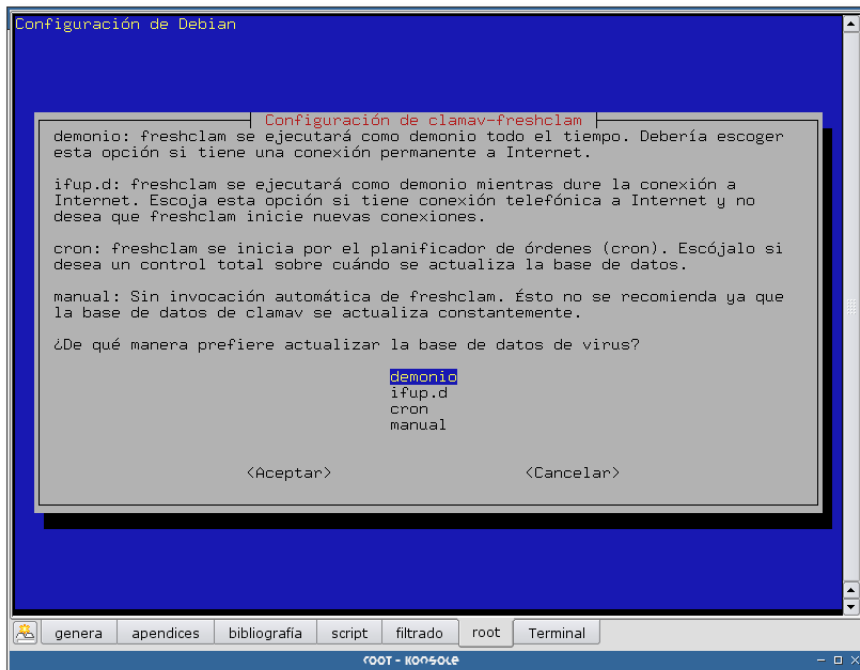 Configuración de Debian
Configuración de clamav-freshclam
demonio: freshclam se ejecutará como demonio todo el tiempo. Debería escoger
esta opción si tiene una conexión permanente a Internet.
ifup.d: freshclam se ejecutará como demonio mientras dure la conexión a
Internet. Escoja esta opción si tiene conexión telefónica a Internet y no
desea que freshclam inicie nuevas conexiones.
cron: freshclam se inicia por el planificador de órdenes (cron). Escójalo si
desea un control total sobre cuándo se actualiza la base de datos.
manual: Sin invocación automática de freshclam. Ésto no se recomienda ya que
la base de datos de clamav se actualiza constantemente.
¿De qué manera prefiere actualizar la base de datos de virus?
demonio
ifup.d
cron
manual
<Aceptar> <Cancelar>
genera apendices bibliografía script filtrado root Terminal
root - Konsole